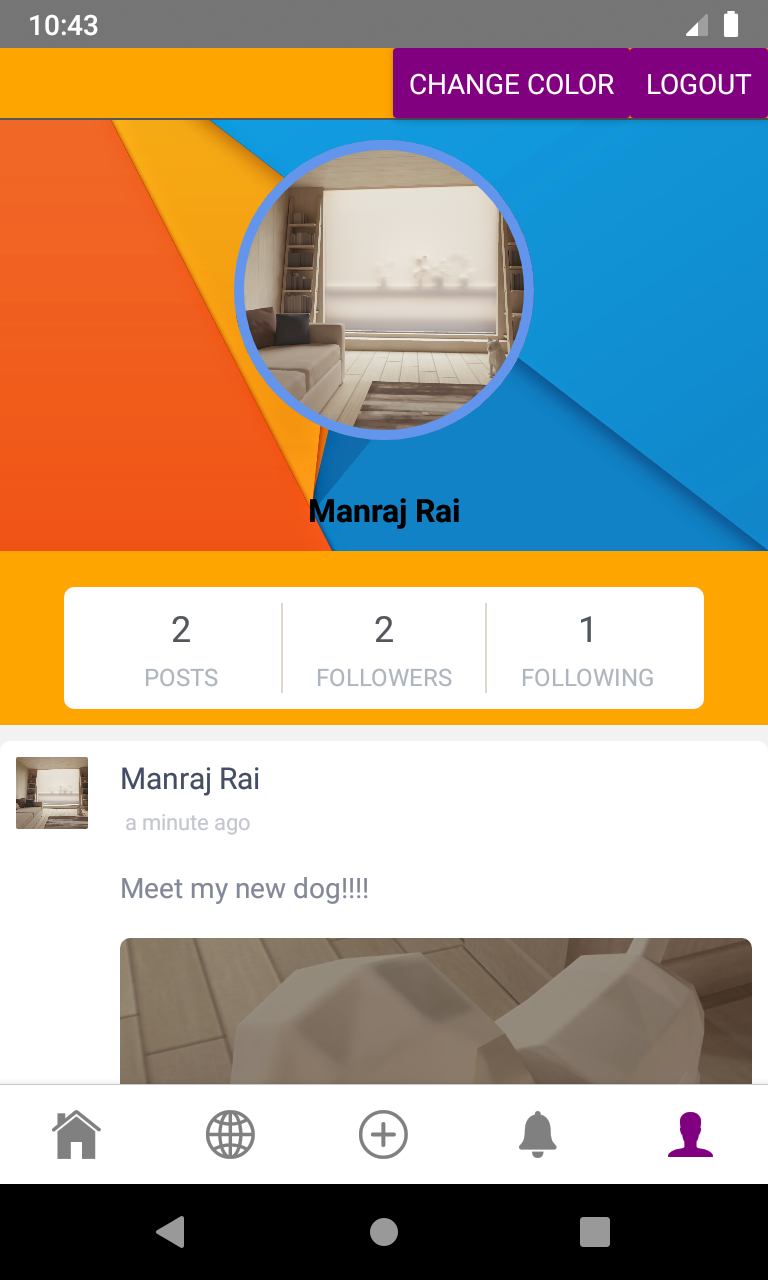 10:43
CHANGE COLOR LOGOUT
Manraj Rai
2 2 1
POSTS FOLLOWERS FOLLOWING
Manraj Rai
a minute ago
Meet my new dog!!!!